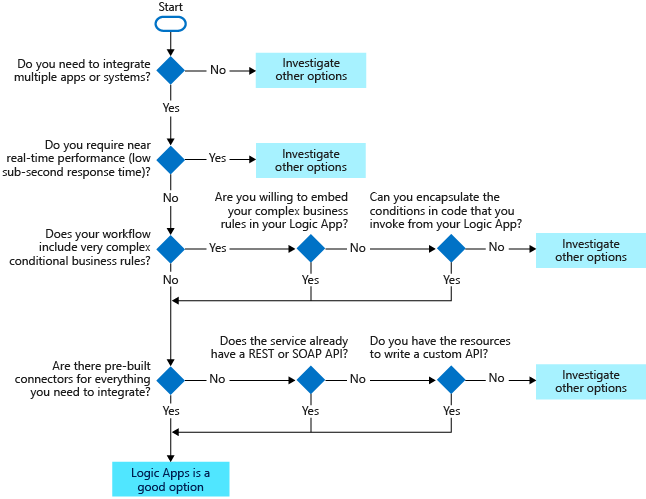 Start
Do you need to integrate
multiple apps or systems?
No
Investigate
other options
Yes
Do you require near
real-time performance (low
sub-second response time)?
Yes
Investigate
other options
No
Are you willing to embed
your complex business
rules in your Logic App?
Can you encapsulate the
conditions in code that you
invoke from your Logic App?
Does your workflow
include very complex
conditional business rules?
Yes
No
No
Investigate
other options
No
Yes
Yes
Does the service already
have a REST or SOAP API?
Do you have the resources
to write a custom API?
Are there pre-built
connectors for everything
you need to integrate?
No
No
No
Investigate
other options
Yes
Yes
Yes
Logic Apps is a
good option